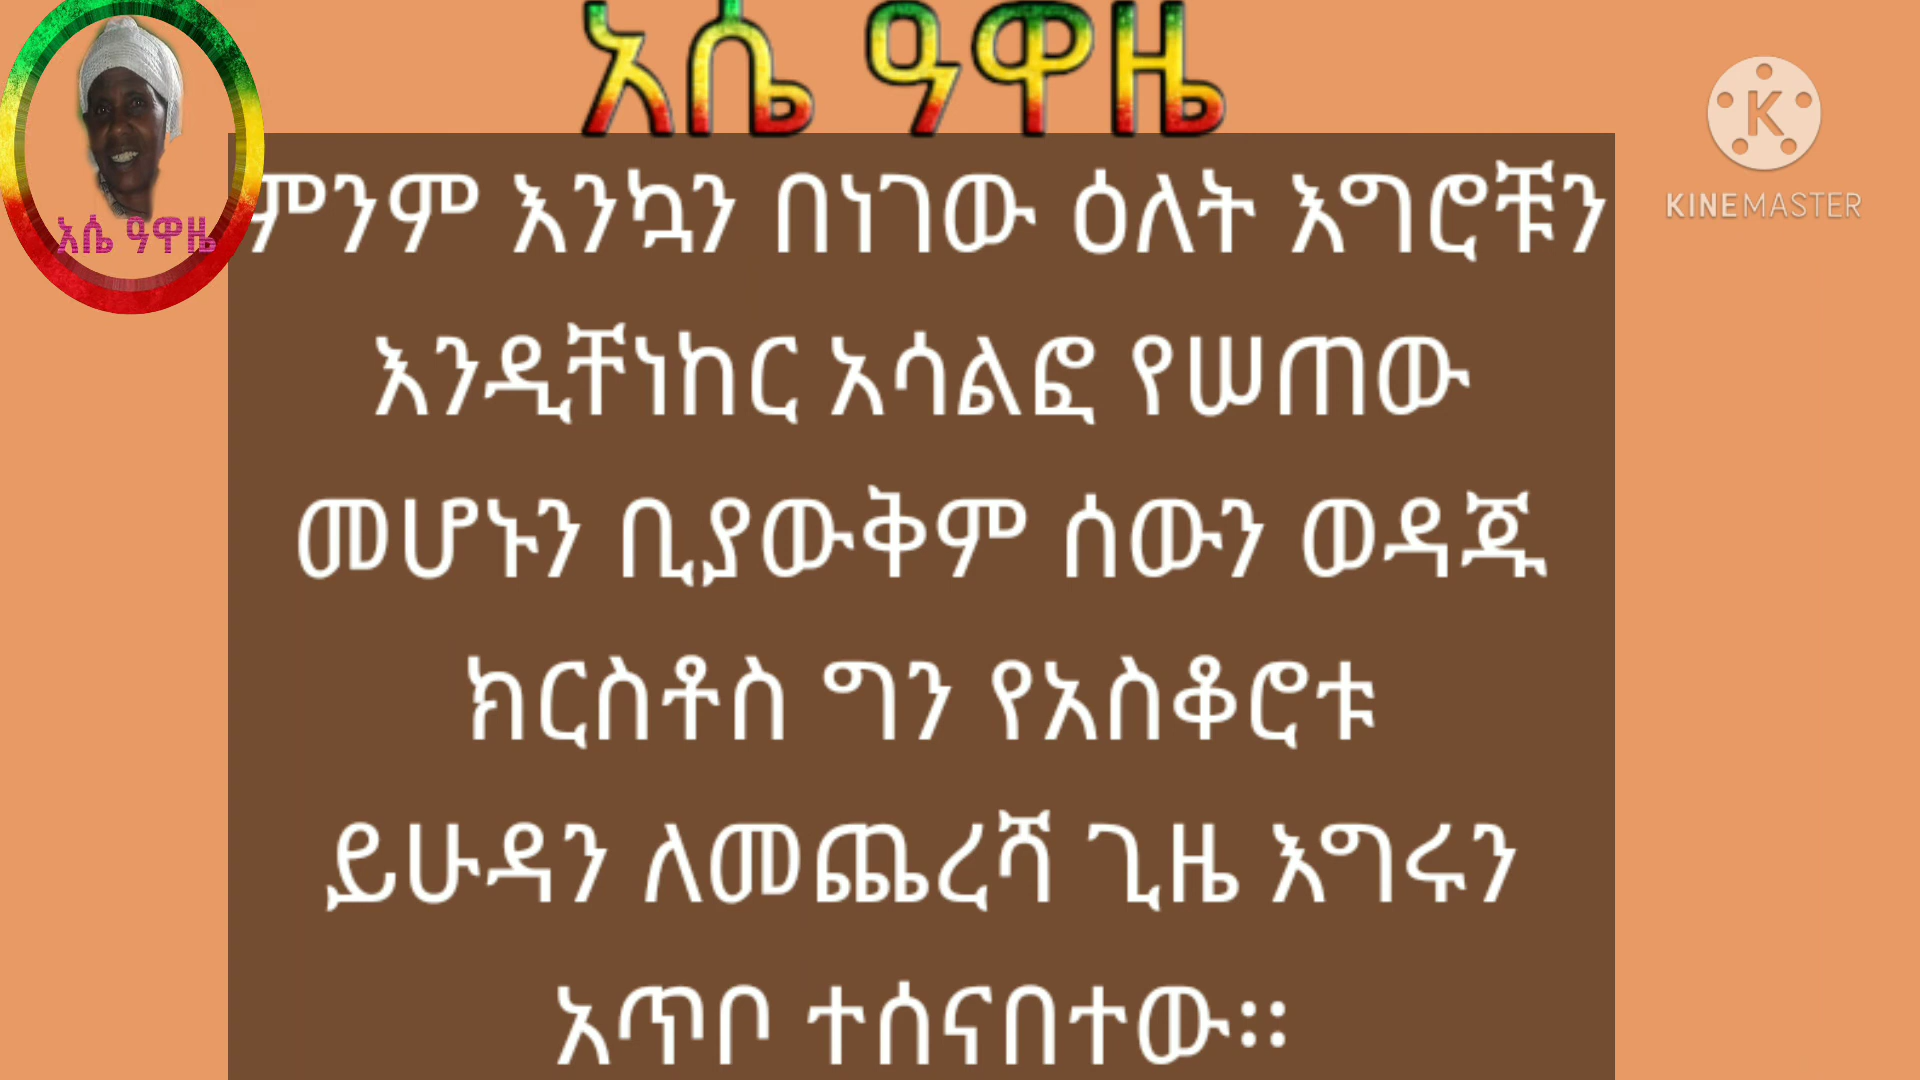 አሴ ዓዋዜ
አሴ ዓዋዜ
KINEMASTER
ምንም እንኳን በነገው ዕለት እግሮቹን
እንዲቸነከር አሳልፎ የሠጠው
መሆኑን ቢያውቅም ሰውን ወዳጁ
ክርስቶስ ግን የአስቆሮቱ
ይሁዳን ለመጨረሻ ጊዜ እግሩን
አጥቦ ተሰናበተው።